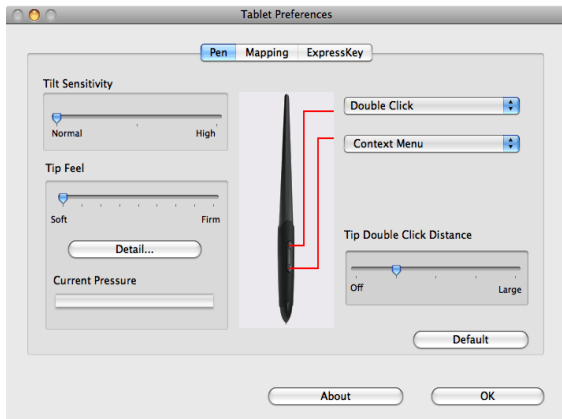 Tablet Preferences
Pen Mapping ExpressKey
Tilt Sensitivity
Normal High
Tip Feel
Soft Firm
Detail...
Current Pressure
Double Click
Context Menu
Tip Double Click Distance
Off Large
Default
About OK